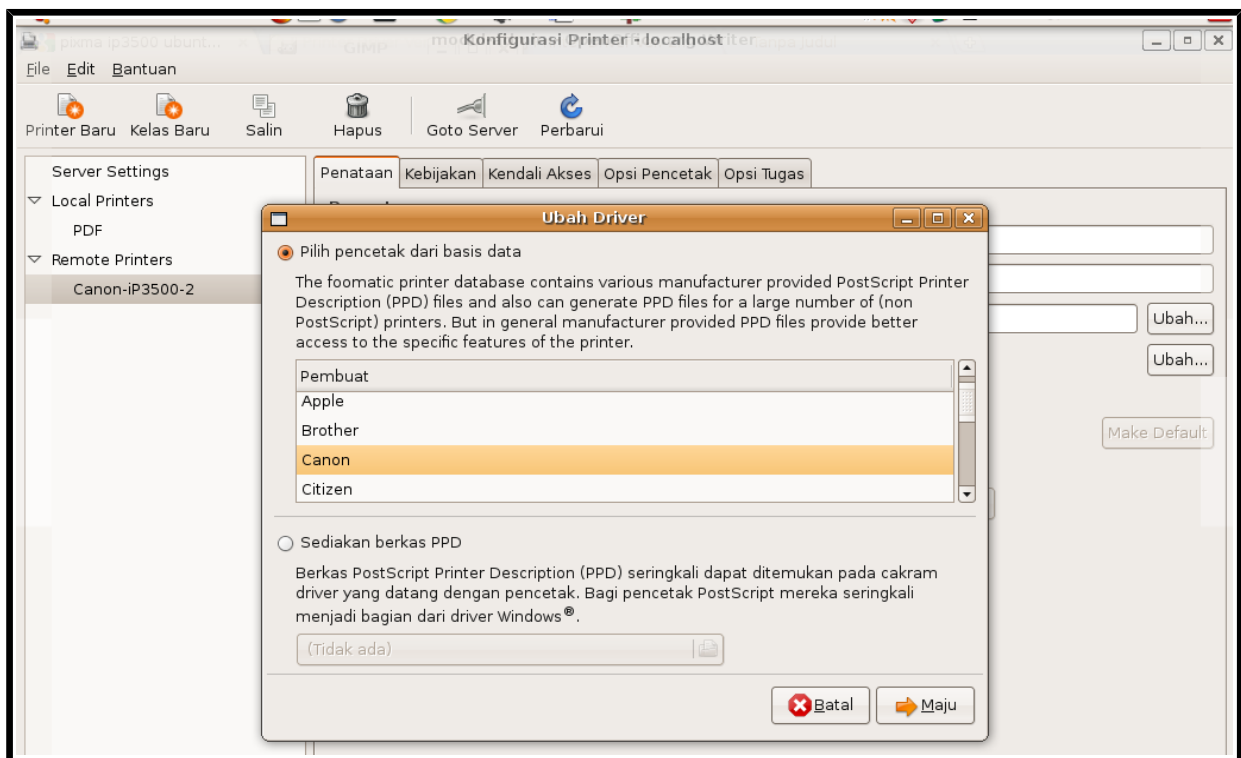 pixma ip3500 ubunt...
GIMP
Konfigurasi Printer - localhost
File Edit Bantuan
Printer Baru Kelas Baru Salin Hapus Goto Server Perbarui
Server Settings
Penataan Kebijakan Kendali Akses Opsi Pencetak Opsi Tugas
Local Printers
PDF
Remote Printers
Canon-iP3500-2
Ubah...
Ubah...
Make Default
Ubah Driver
Pilih pencetak dari basis data
The foomatic printer database contains various manufacturer provided PostScript Printer
Description (PPD) files and also can generate PPD files for a large number of (non
PostScript) printers. But in general manufacturer provided PPD files provide better
access to the specific features of the printer.
Pembuat
Apple
Brother
Canon
Citizen
Sediakan berkas PPD
Berkas PostScript Printer Description (PPD) seringkali dapat ditemukan pada cakram
driver yang datang dengan pencetak. Bagi pencetak PostScript mereka seringkali
menjadi bagian dari driver Windows®.
(Tidak ada)
Batal Maju